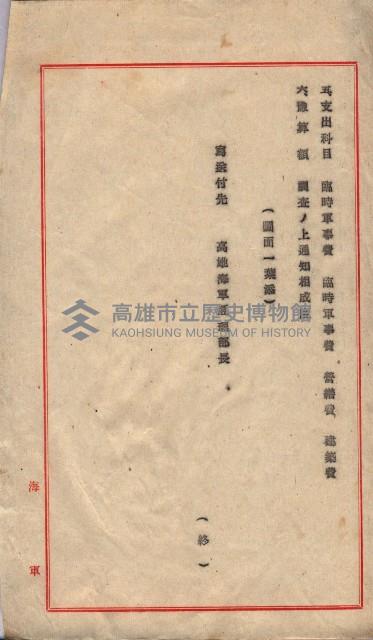 五、支出科目　臨時軍事費　臨時軍事費　營繕費、建築費
六、豫算額　調査ノ上通知相成度
（圖面一葉添）
寫送付先　高雄海軍　部長
（終）
海軍
高雄市立歷史博物館
KAOHSIUNG MUSEUM OF HISTORY